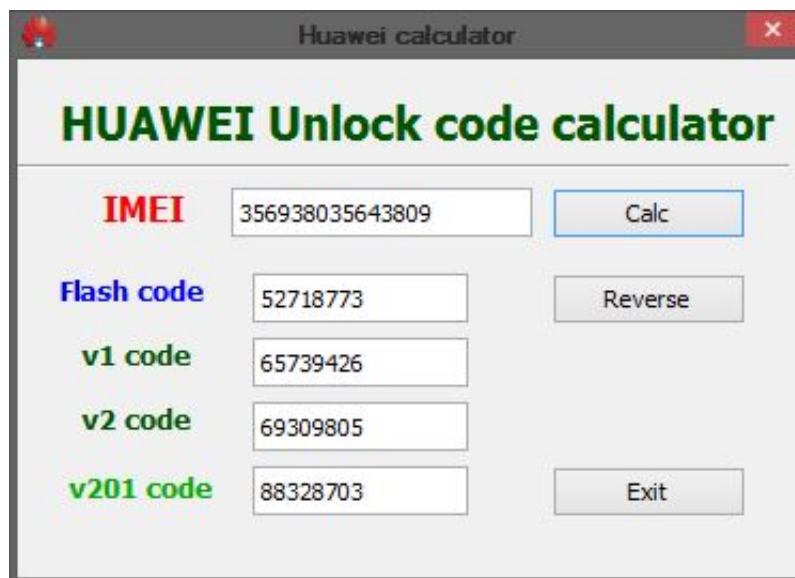 Huawei calculator
HUAWEI Unlock code calculator
IMEI 356938035643809 Calc
Flash code 52718773 Reverse
v1 code 65739426
v2 code 69309805
v201 code 88328703 Exit